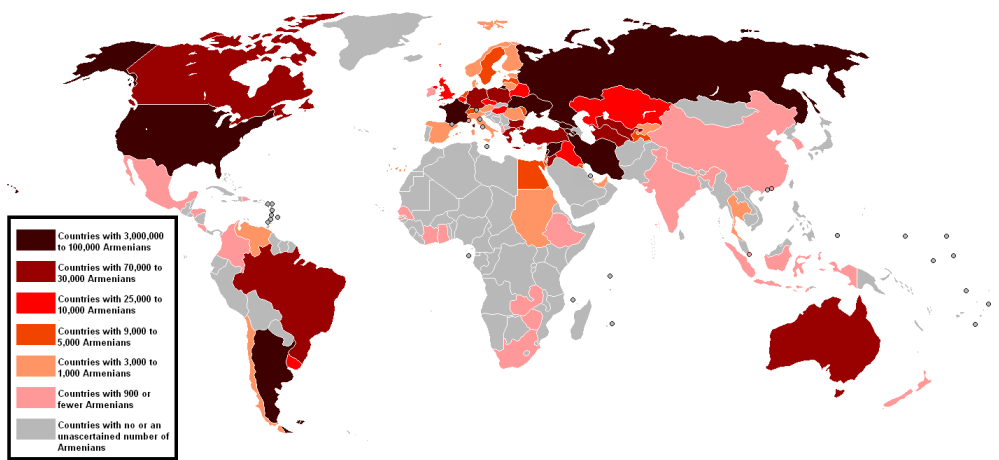 Countries with 3,000,000
to 100,000 Armenians
Countries with 70,000 to
30,000 Armenians
Countries with 25,000 to
10,000 Armenians
Countries with 9,000 to
5,000 Armenians
Countries with 3,000 to
1,000 Armenians
Countries with 900 or
fewer Armenians
Countries with no or an
unascertained number of
Armenians